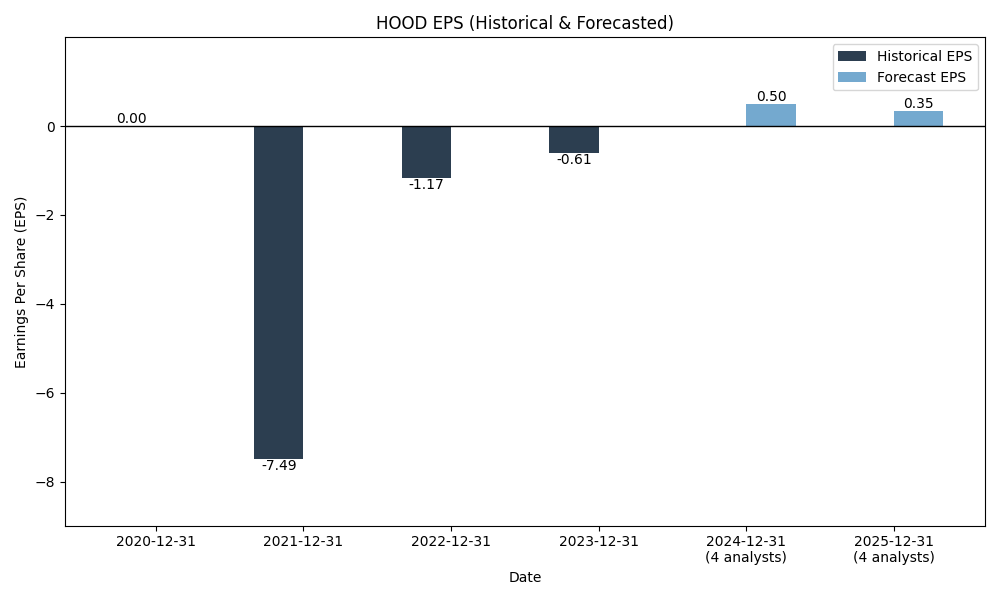 HOOD EPS (Historical & Forecasted)
Historical EPS
Forecast EPS
0.00
-7.49
-1.17
-0.61
0.50
0.35
Earnings Per Share (EPS)
0
−2
−4
−6
−8
2020-12-31
2021-12-31
2022-12-31
2023-12-31
2024-12-31
(4 analysts)
2025-12-31
(4 analysts)
Date